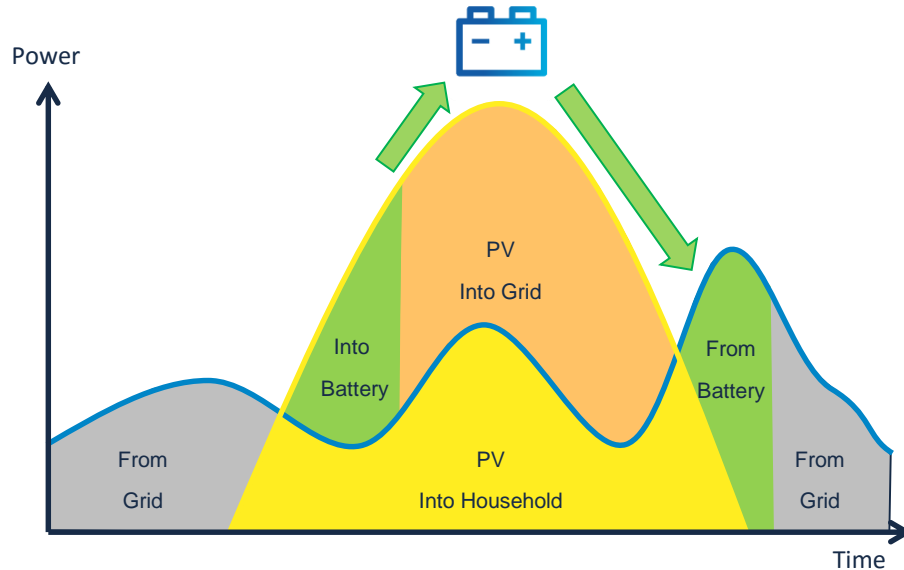 Power
− +
PV
Into Grid
Into
Battery
From
Battery
From
Grid
PV
Into Household
From
Grid
Time